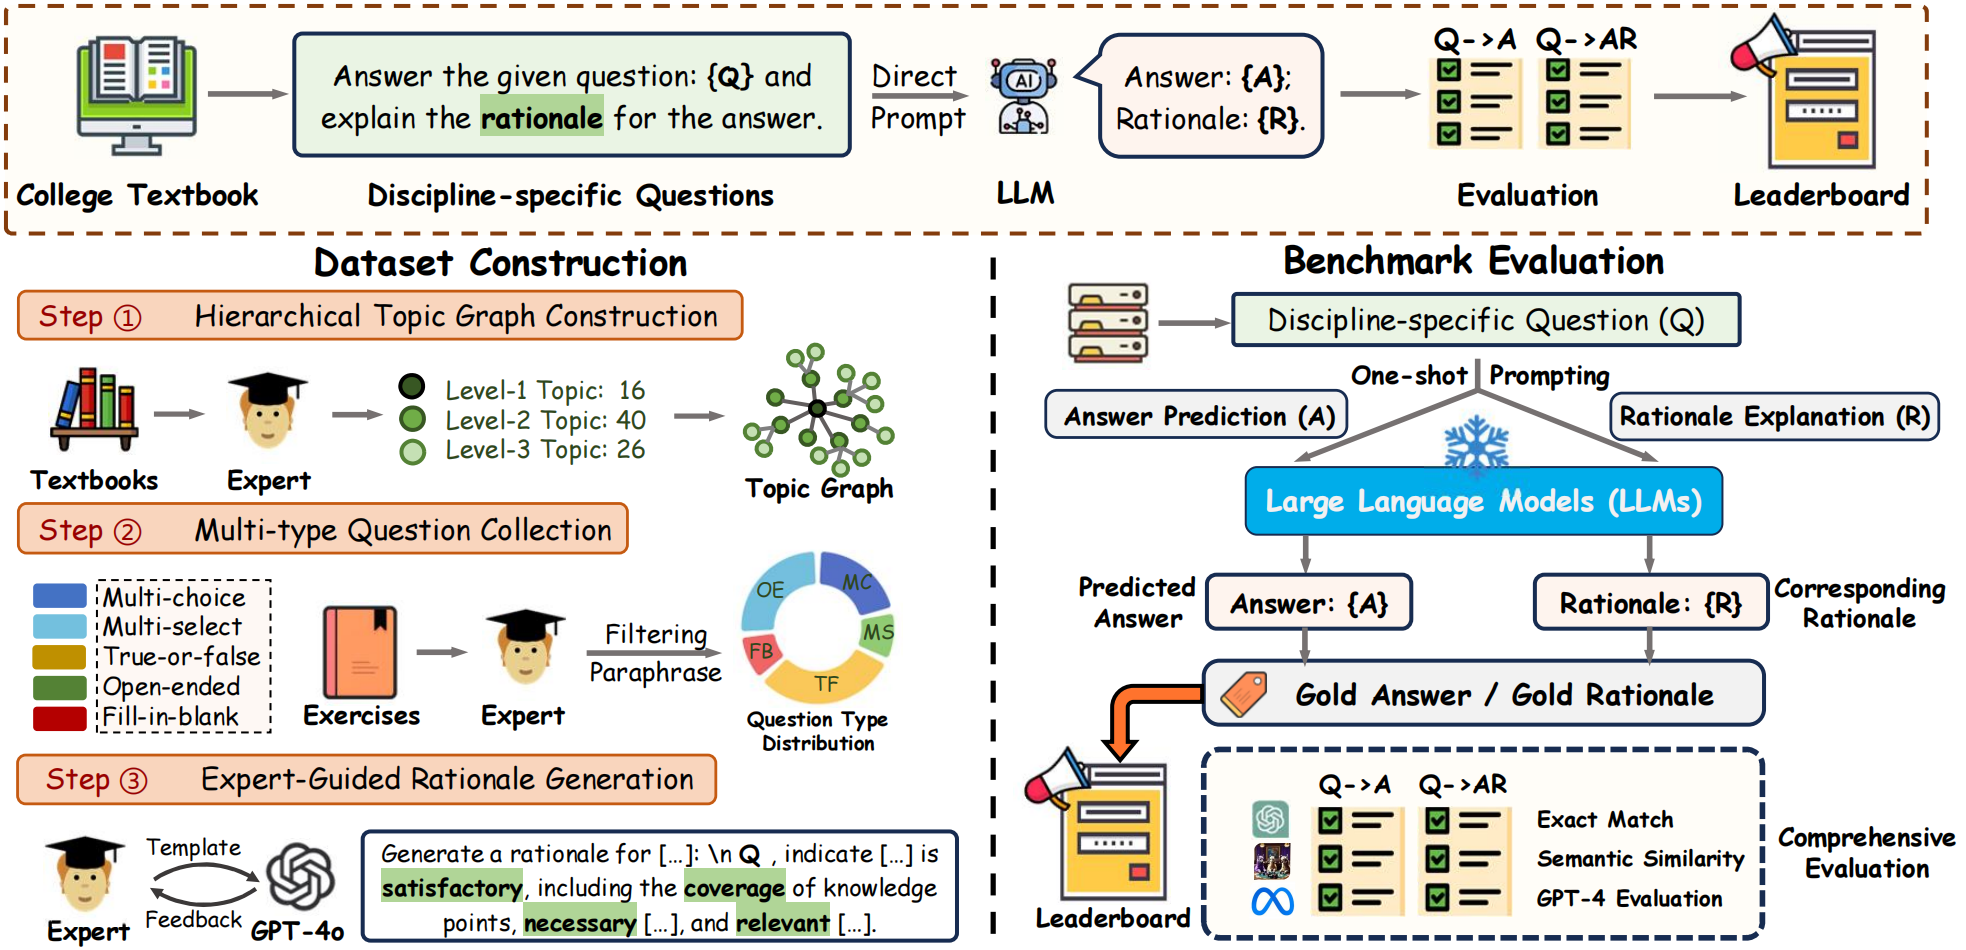 Answer the given question: {Q} and
explain the rationale for the answer.
Direct
Prompt
AI
Answer: {A};
Rationale: {R}.
Q->A Q->AR
College Textbook
Discipline-specific Questions
LLM
Evaluation
Leaderboard
Dataset Construction
Step ① Hierarchical Topic Graph Construction
Level-1 Topic: 16
Level-2 Topic: 40
Level-3 Topic: 26
Textbooks
Expert
Topic Graph
Step ② Multi-type Question Collection
Multi-choice
Multi-select
True-or-false
Open-ended
Fill-in-blank
Exercises
Expert
Filtering
Paraphrase
OE
MC
MS
FB
TF
Question Type
Distribution
Step ③ Expert-Guided Rationale Generation
Template
Feedback
Expert
GPT-4o
Generate a rationale for [...]: \n Q , indicate [...] is
satisfactory, including the coverage of knowledge
points, necessary [...], and relevant [...].
Benchmark Evaluation
Discipline-specific Question (Q)
One-shot Prompting
Answer Prediction (A)
Rationale Explanation (R)
Large Language Models (LLMs)
Predicted
Answer
Answer: {A}
Rationale: {R}
Corresponding
Rationale
Gold Answer / Gold Rationale
Leaderboard
Q->A Q->AR
Exact Match
Semantic Similarity
GPT-4 Evaluation
Comprehensive
Evaluation